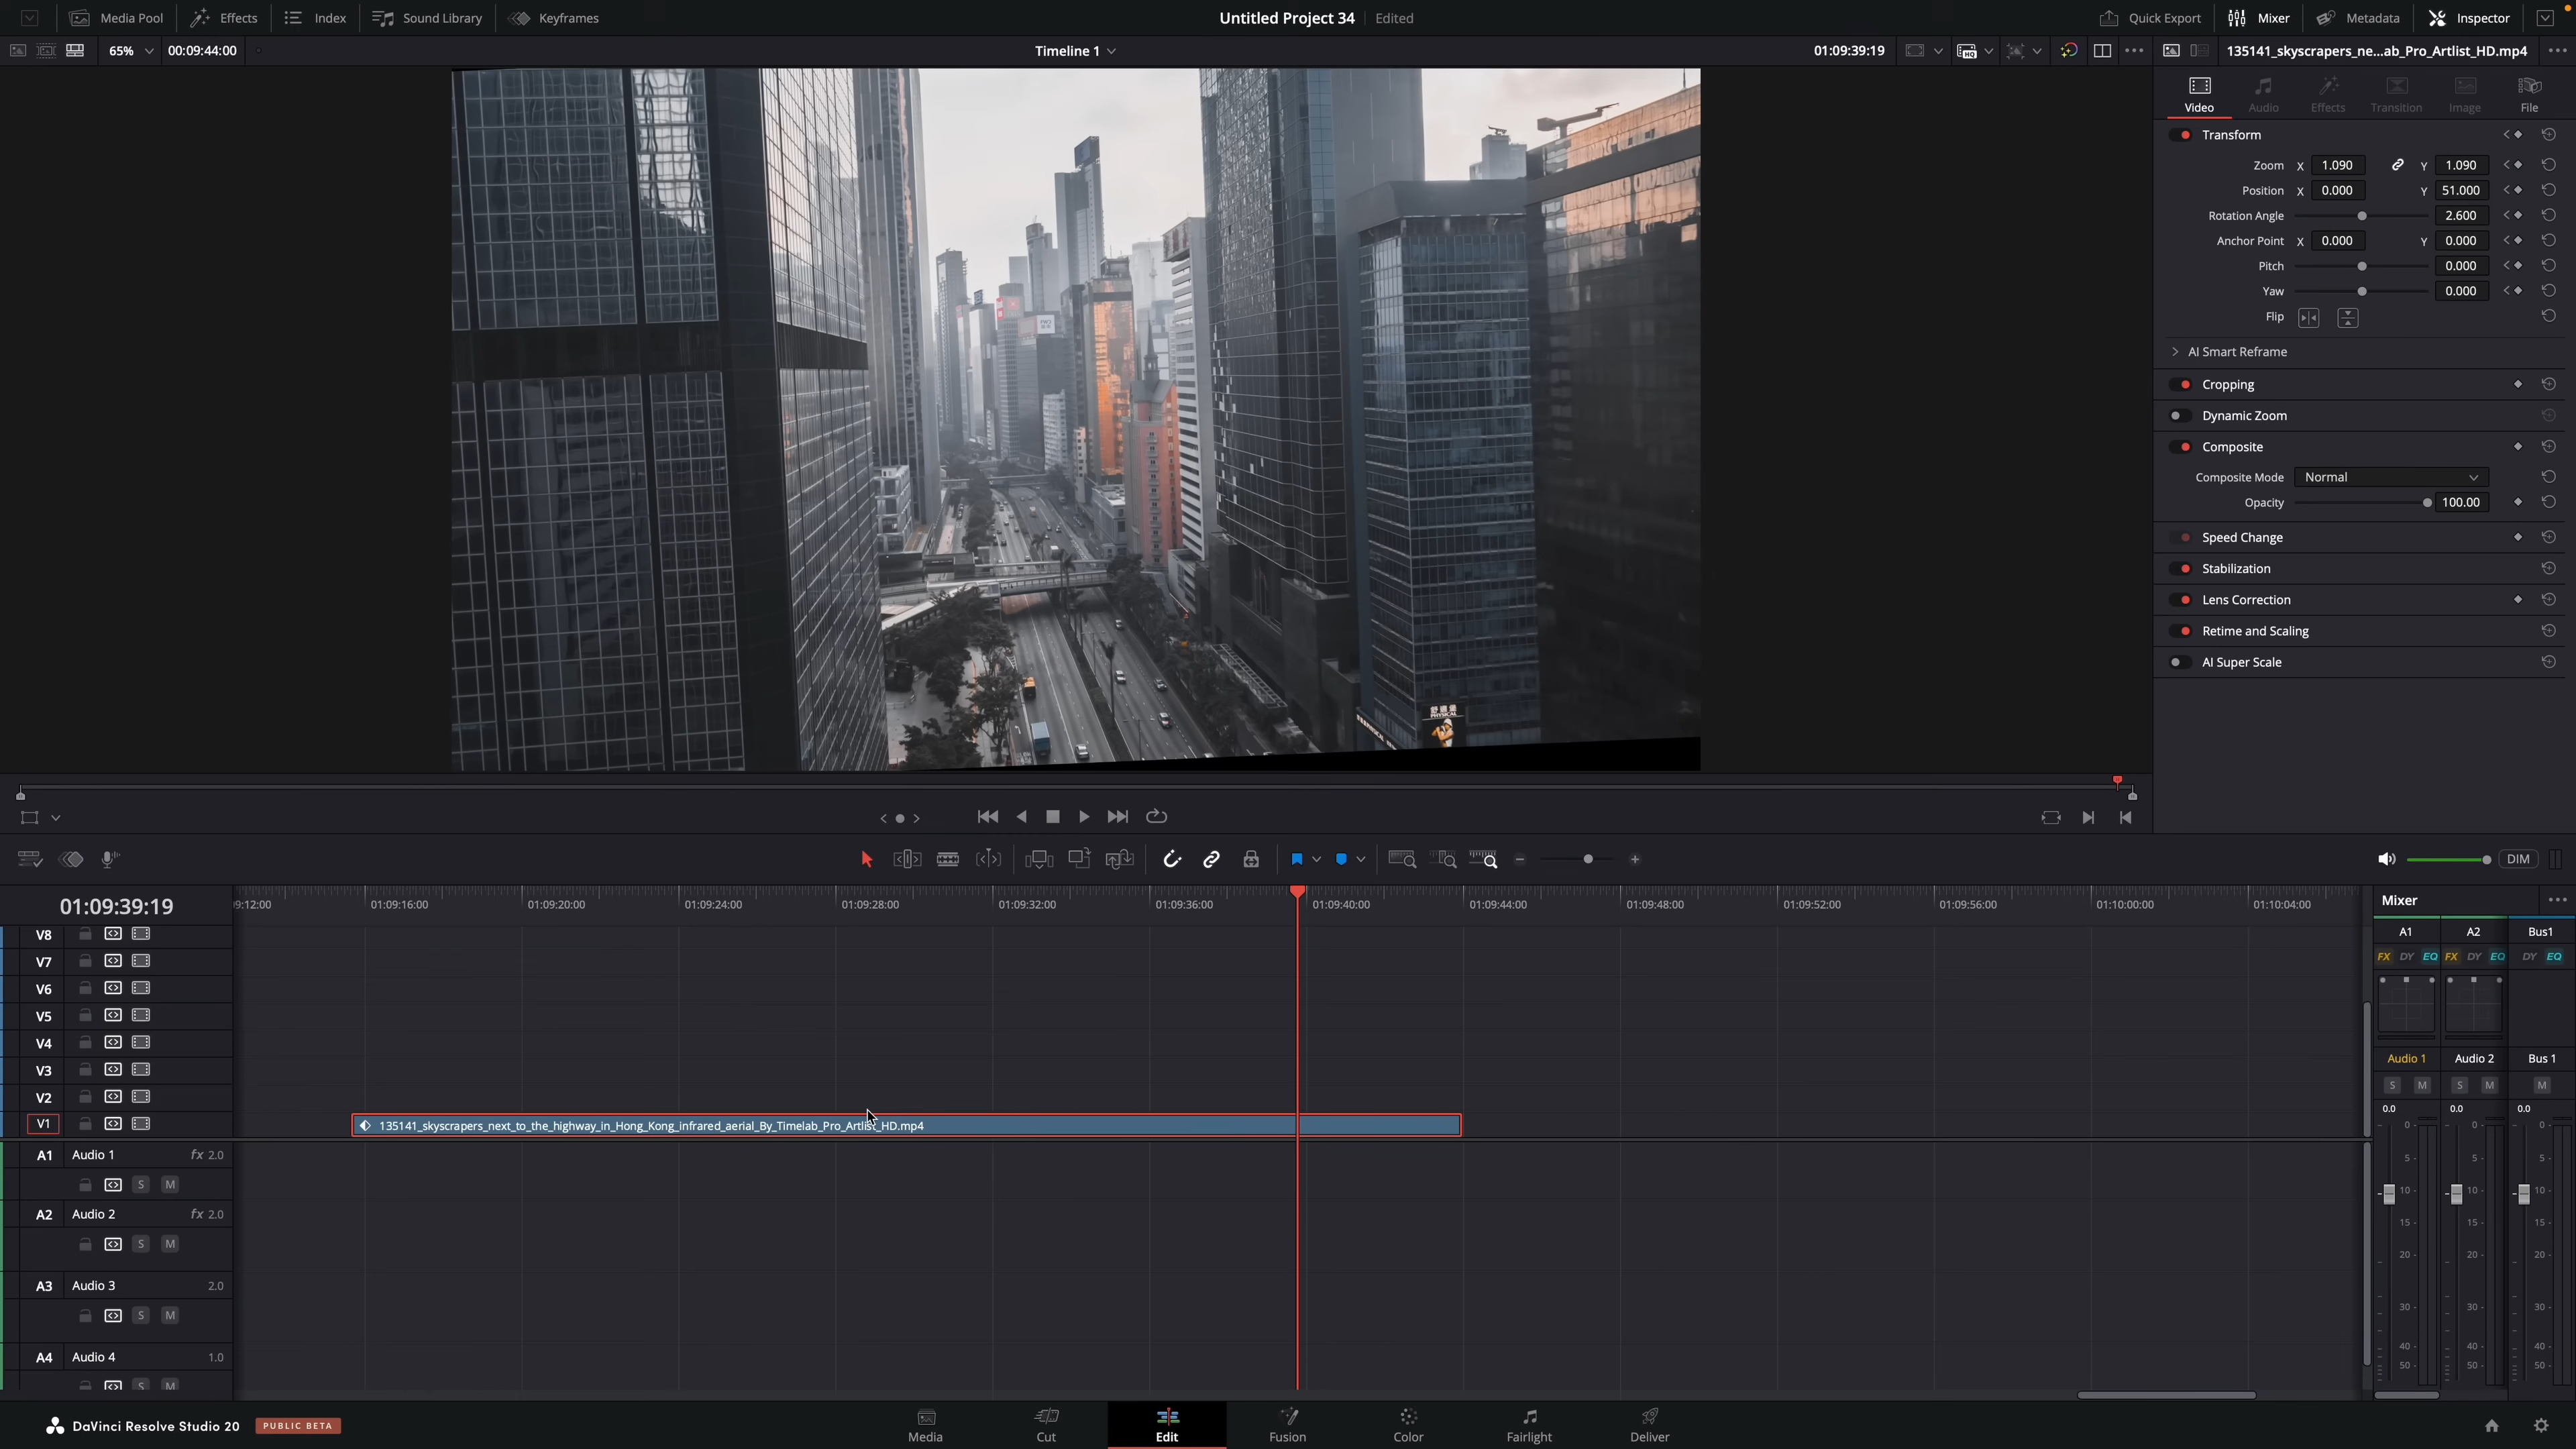 Media Pool Effects Index Sound Library Keyframes Untitled Project 34 Edited Quick Export Mixer Metadata Inspector
65% 00:09:44:00 Timeline 1 01:09:39:19 HQ 135141_skyscrapers_ne...ab_Pro_Artlist_HD.mp4
Video Audio Effects Transition Image File
Transform
Zoom X 1.090 Y 1.090
Position X 0.000 Y 51.000
Rotation Angle 2.600
Anchor Point X 0.000 Y 0.000
Pitch 0.000
Yaw 0.000
Flip
AI Smart Reframe
Cropping
Dynamic Zoom
Composite
Composite Mode Normal
Opacity 100.00
Speed Change
Stabilization
Lens Correction
Retime and Scaling
AI Super Scale
PHYSICAL
DIM
01:09:39:19
9:12:00 01:09:16:00 01:09:20:00 01:09:24:00 01:09:28:00 01:09:32:00 01:09:36:00 01:09:40:00 01:09:44:00 01:09:48:00 01:09:52:00 01:09:56:00 01:10:00:00 01:10:04:00
V8
V7
V6
V5
V4
V3
V2
V1 135141_skyscrapers_next_to_the_highway_in_Hong_Kong_infrared_aerial_By_Timelab_Pro_Artlist_HD.mp4
A1 Audio 1 fx 2.0
S M
A2 Audio 2 fx 2.0
S M
A3 Audio 3 2.0
S M
A4 Audio 4 1.0
S M
Mixer
A1 A2 Bus1
FX DY EQ FX DY EQ DY EQ
Audio 1 Audio 2 Bus 1
S M S M M
0.0 0.0 0.0
0 0 0
5 5 5
10 10 10
15 15 15
20 20 20
30 30 30
40 40 40
50 50 50
DaVinci Resolve Studio 20 PUBLIC BETA
Media Cut Edit Fusion Color Fairlight Deliver